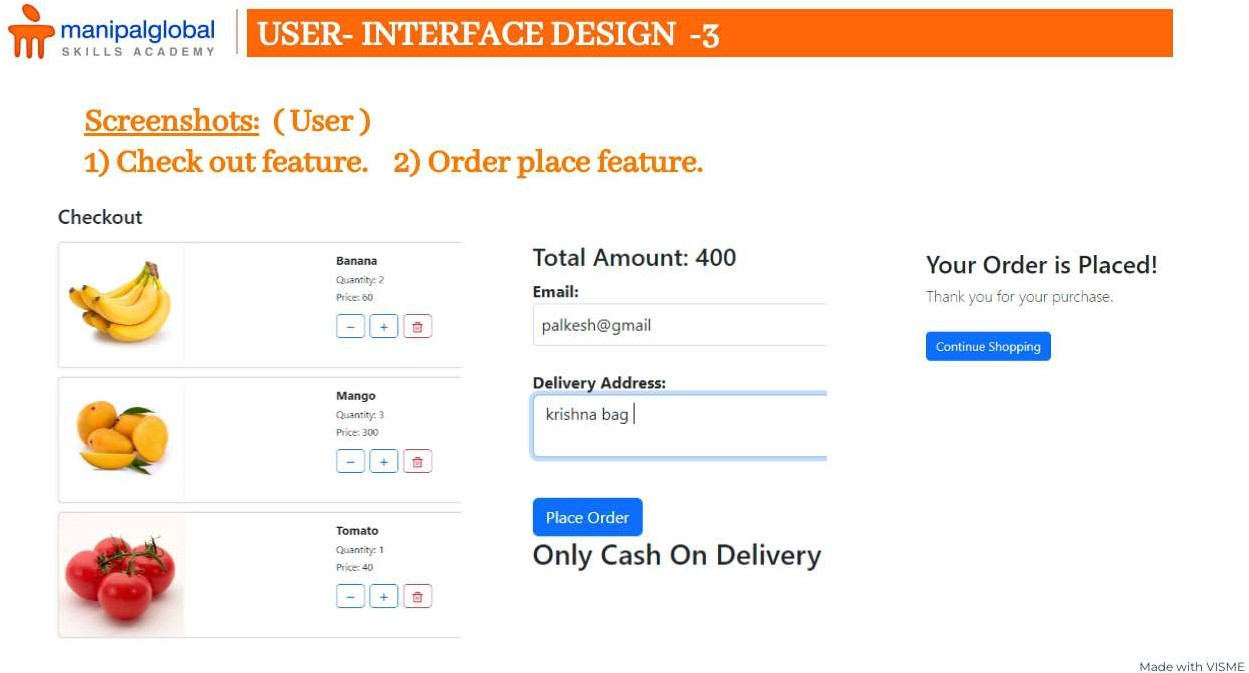 manipalglobal
SKILLS ACADEMY
USER- INTERFACE DESIGN -3
Screenshots: ( User )
1) Check out feature. 2) Order place feature.
Checkout
Banana
Quantity: 2
Price: 60
− +
Mango
Quantity: 3
Price: 300
− +
Tomato
Quantity: 1
Price: 40
− +
Total Amount: 400
Email:
palkesh@gmail
Delivery Address:
krishna bag
Place Order
Only Cash On Delivery
Your Order is Placed!
Thank you for your purchase.
Continue Shopping
Made with VISME